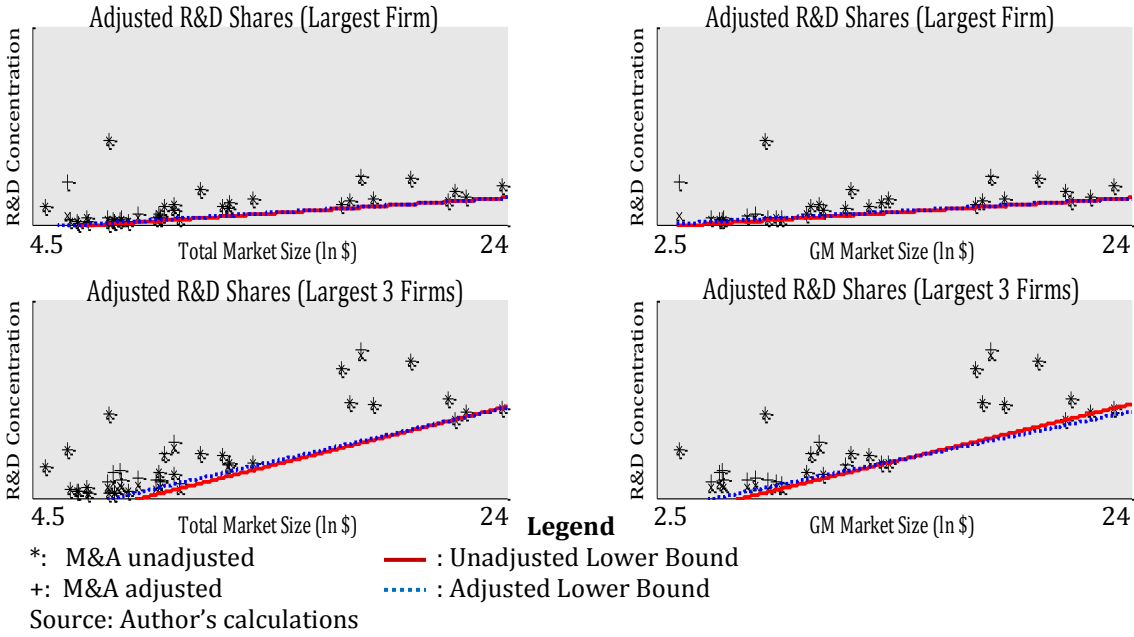 Adjusted R&D Shares (Largest Firm)
R&D Concentration
4.5
Total Market Size (ln $)
24
Adjusted R&D Shares (Largest Firm)
R&D Concentration
2.5
GM Market Size (ln $)
24
Adjusted R&D Shares (Largest 3 Firms)
R&D Concentration
4.5
Total Market Size (ln $)
24
Adjusted R&D Shares (Largest 3 Firms)
R&D Concentration
2.5
GM Market Size (ln $)
24
Legend
*: M&A unadjusted
: Unadjusted Lower Bound
+: M&A adjusted
: Adjusted Lower Bound
Source: Author's calculations